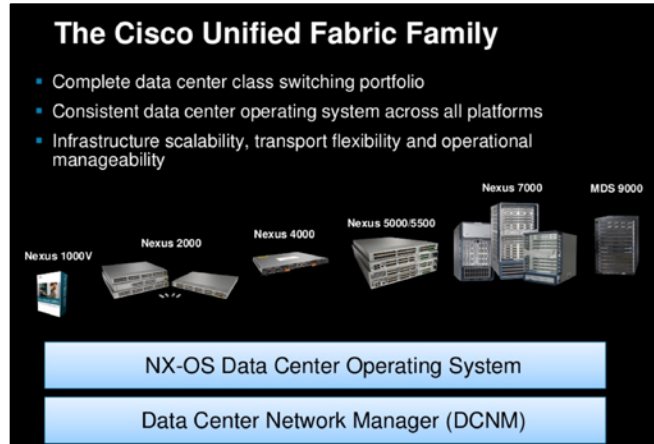 The Cisco Unified Fabric Family
Complete data center class switching portfolio
Consistent data center operating system across all platforms
Infrastructure scalability, transport flexibility and operational
manageability
Nexus 1000V
Nexus 2000
Nexus 4000
Nexus 5000/5500
Nexus 7000
MDS 9000
NX-OS Data Center Operating System
Data Center Network Manager (DCNM)